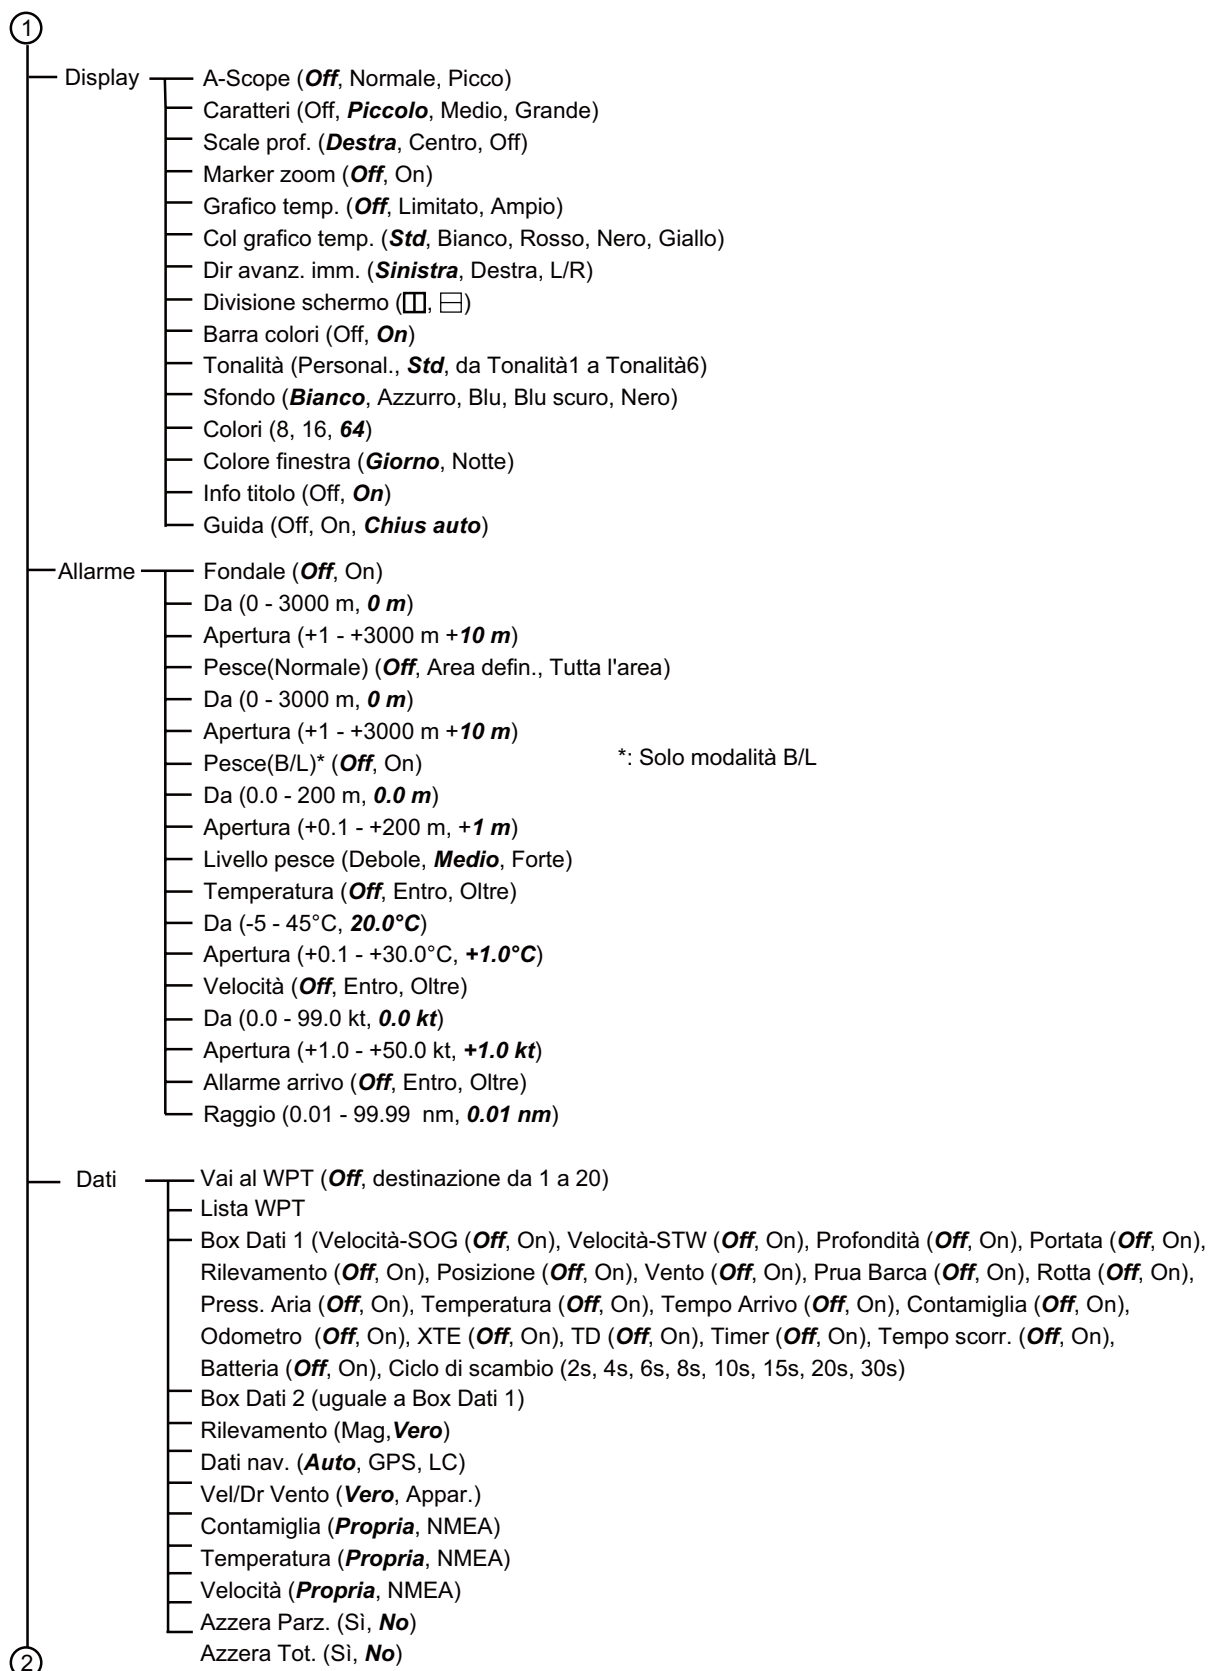 1
Display
A-Scope (Off, Normale, Picco)
Caratteri (Off, Piccolo, Medio, Grande)
Scale prof. (Destra, Centro, Off)
Marker zoom (Off, On)
Grafico temp. (Off, Limitato, Ampio)
Col grafico temp. (Std, Bianco, Rosso, Nero, Giallo)
Dir avanz. imm. (Sinistra, Destra, L/R)
Divisione schermo (, )
Barra colori (Off, On)
Tonalità (Personal., Std, da Tonalità1 a Tonalità6)
Sfondo (Bianco, Azzurro, Blu, Blu scuro, Nero)
Colori (8, 16, 64)
Colore finestra (Giorno, Notte)
Info titolo (Off, On)
Guida (Off, On, Chius auto)
Allarme
Fondale (Off, On)
Da (0 - 3000 m, 0 m)
Apertura (+1 - +3000 m +10 m)
Pesce(Normale) (Off, Area defin., Tutta l'area)
Da (0 - 3000 m, 0 m)
Apertura (+1 - +3000 m +10 m)
Pesce(B/L)* (Off, On)
*: Solo modalità B/L
Da (0.0 - 200 m, 0.0 m)
Apertura (+0.1 - +200 m, +1 m)
Livello pesce (Debole, Medio, Forte)
Temperatura (Off, Entro, Oltre)
Da (-5 - 45°C, 20.0°C)
Apertura (+0.1 - +30.0°C, +1.0°C)
Velocità (Off, Entro, Oltre)
Da (0.0 - 99.0 kt, 0.0 kt)
Apertura (+1.0 - +50.0 kt, +1.0 kt)
Allarme arrivo (Off, Entro, Oltre)
Raggio (0.01 - 99.99 nm, 0.01 nm)
Dati
Vai al WPT (Off, destinazione da 1 a 20)
Lista WPT
Box Dati 1 (Velocità-SOG (Off, On), Velocità-STW (Off, On), Profondità (Off, On), Portata (Off, On),
Rilevamento (Off, On), Posizione (Off, On), Vento (Off, On), Prua Barca (Off, On), Rotta (Off, On),
Press. Aria (Off, On), Temperatura (Off, On), Tempo Arrivo (Off, On), Contamiglia (Off, On),
Odometro (Off, On), XTE (Off, On), TD (Off, On), Timer (Off, On), Tempo scorr. (Off, On),
Batteria (Off, On), Ciclo di scambio (2s, 4s, 6s, 8s, 10s, 15s, 20s, 30s)
Box Dati 2 (uguale a Box Dati 1)
Rilevamento (Mag,Vero)
Dati nav. (Auto, GPS, LC)
Vel/Dr Vento (Vero, Appar.)
Contamiglia (Propria, NMEA)
Temperatura (Propria, NMEA)
Velocità (Propria, NMEA)
Azzera Parz. (Sì, No)
Azzera Tot. (Sì, No)
2